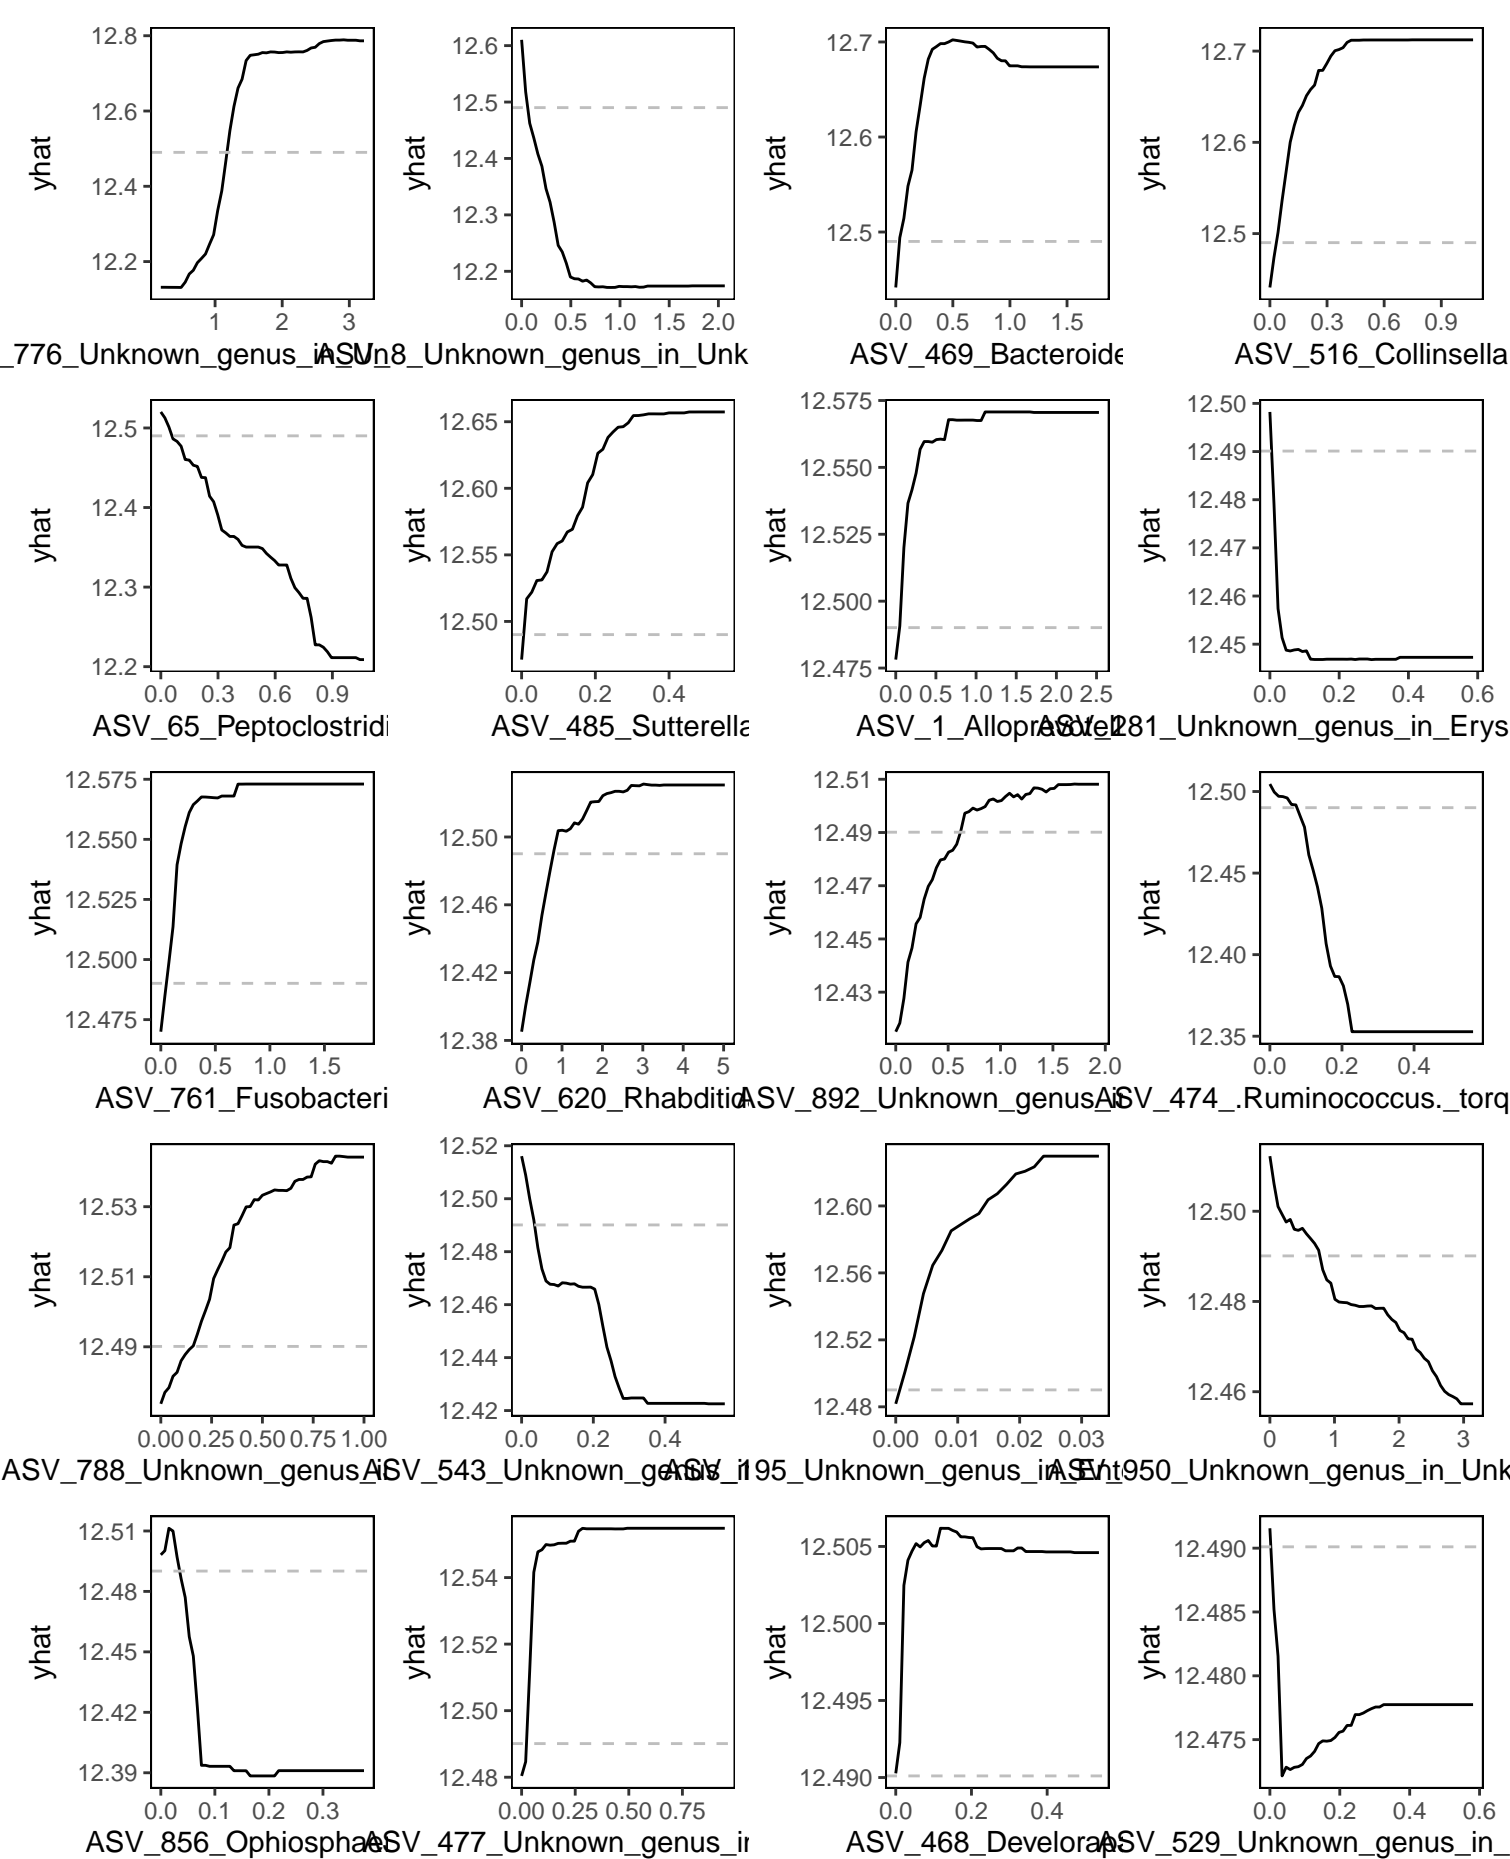 12.8
12.6
12.4
12.2
yhat
1 2 3
_776_Unknown_genus_in_Un
12.6
12.5
12.4
12.3
12.2
yhat
0.0 0.5 1.0 1.5 2.0
ASV_8_Unknown_genus_in_Unk
12.7
12.6
12.5
yhat
0.0 0.5 1.0 1.5
ASV_469_Bacteroide
12.7
12.6
12.5
yhat
0.0 0.3 0.6 0.9
ASV_516_Collinsella
12.5
12.4
12.3
12.2
yhat
0.0 0.3 0.6 0.9
ASV_65_Peptoclostridi
12.65
12.60
12.55
12.50
yhat
0.0 0.2 0.4
ASV_485_Sutterella
12.575
12.550
12.525
12.500
12.475
yhat
0.0 0.5 1.0 1.5 2.0 2.5
ASV_1_Alloprevotell
12.50
12.49
12.48
12.47
12.46
12.45
yhat
0.0 0.2 0.4 0.6
ASV_281_Unknown_genus_in_Erys
12.575
12.550
12.525
12.500
12.475
yhat
0.0 0.5 1.0 1.5
ASV_761_Fusobacteri
12.50
12.46
12.42
12.38
yhat
0 1 2 3 4 5
ASV_620_Rhabditid
12.51
12.49
12.47
12.45
12.43
yhat
0.0 0.5 1.0 1.5 2.0
ASV_892_Unknown_genus_in
12.50
12.45
12.40
12.35
yhat
0.0 0.2 0.4
ASV_474_.Ruminococcus._torq
12.53
12.51
12.49
yhat
0.00 0.25 0.50 0.75 1.00
ASV_788_Unknown_genus_in
12.52
12.50
12.48
12.46
12.44
12.42
yhat
0.0 0.2 0.4
ASV_543_Unknown_genus_in
12.60
12.56
12.52
12.48
yhat
0.00 0.01 0.02 0.03
ASV_195_Unknown_genus_in_Ente
12.50
12.48
12.46
yhat
0 1 2 3
ASV_950_Unknown_genus_in_Unk
12.51
12.48
12.45
12.42
12.39
yhat
0.0 0.1 0.2 0.3
ASV_856_Ophiosphae
12.54
12.52
12.50
12.48
yhat
0.00 0.25 0.50 0.75
ASV_477_Unknown_genus_in
12.505
12.500
12.495
12.490
yhat
0.0 0.2 0.4
ASV_468_Develorap
12.490
12.485
12.480
12.475
yhat
0.0 0.2 0.4 0.6
ASV_529_Unknown_genus_in_